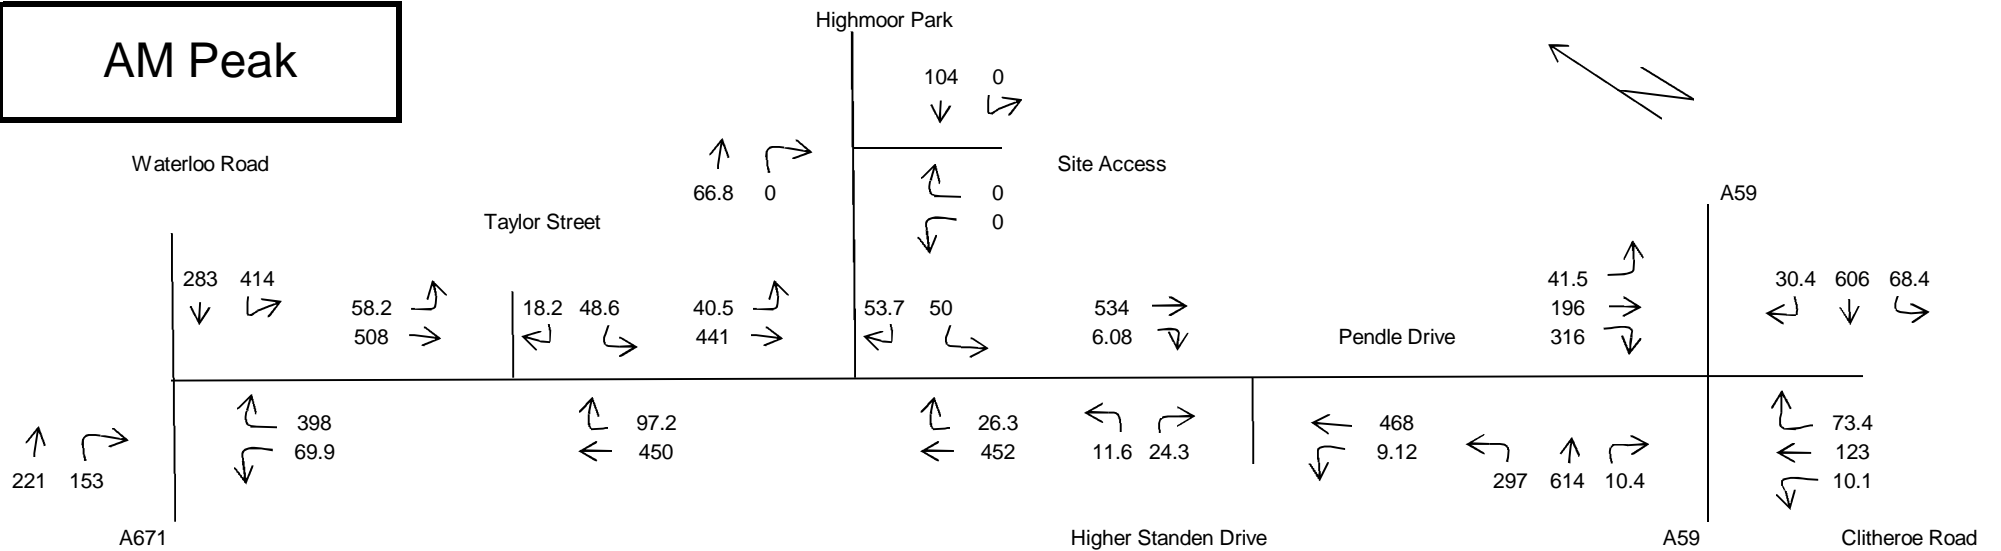 Highmoor Park
AM Peak
104 0
Waterloo Road
Site Access
66.8 0
0
A59
Taylor Street
0
283 414
41.5
30.4 606 68.4
58.2
18.2 48.6
40.5
53.7 50
534
196
508
441
6.08
Pendle Drive
316
398
97.2
26.3
468
73.4
69.9
450
452
11.6 24.3
9.12
123
221 153
297 614 10.4
10.1
A671
Higher Standen Drive
A59
Clitheroe Road